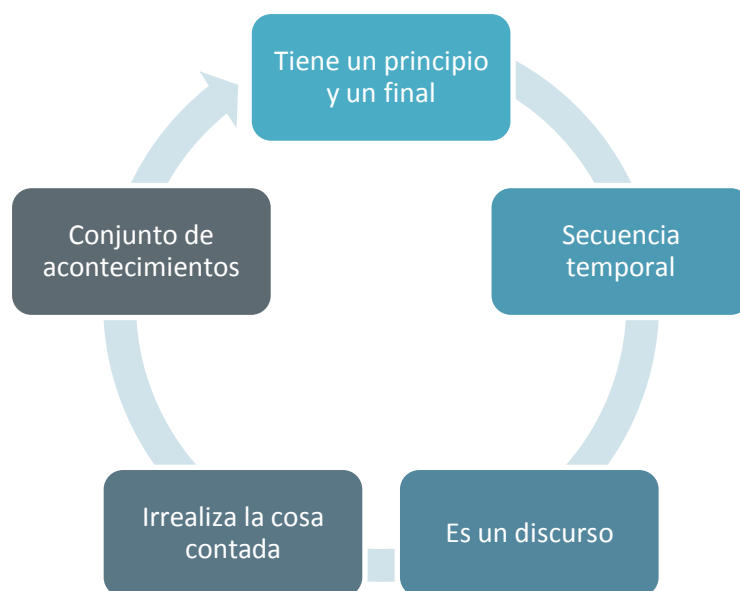 Tiene un principio
y un final
Secuencia
temporal
Es un discurso
Irrealiza la cosa
contada
Conjunto de
acontecimientos